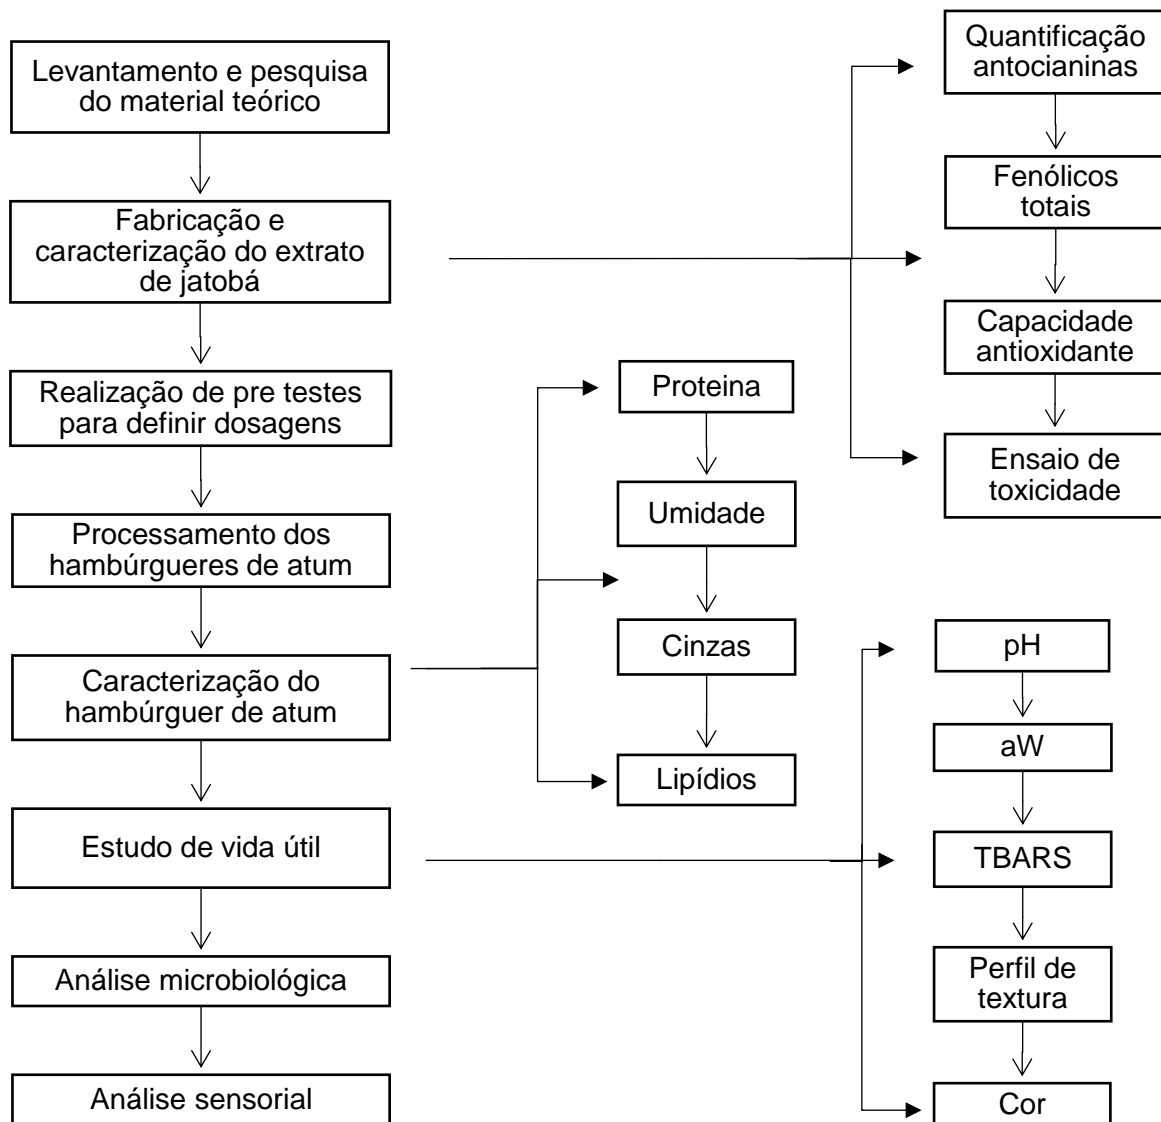 Levantamento e pesquisa
do material teórico
Fabricação e
caracterização do extrato
de jatobá
Realização de pre testes
para definir dosagens
Processamento dos
hambúrgueres de atum
Caracterização do
hambúrguer de atum
Estudo de vida útil
Análise microbiológica
Análise sensorial
Proteina
Umidade
Cinzas
Lipídios
Quantificação
antocianinas
Fenólicos
totais
Capacidade
antioxidante
Ensaio de
toxicidade
pH
aW
TBARS
Perfil de
textura
Cor